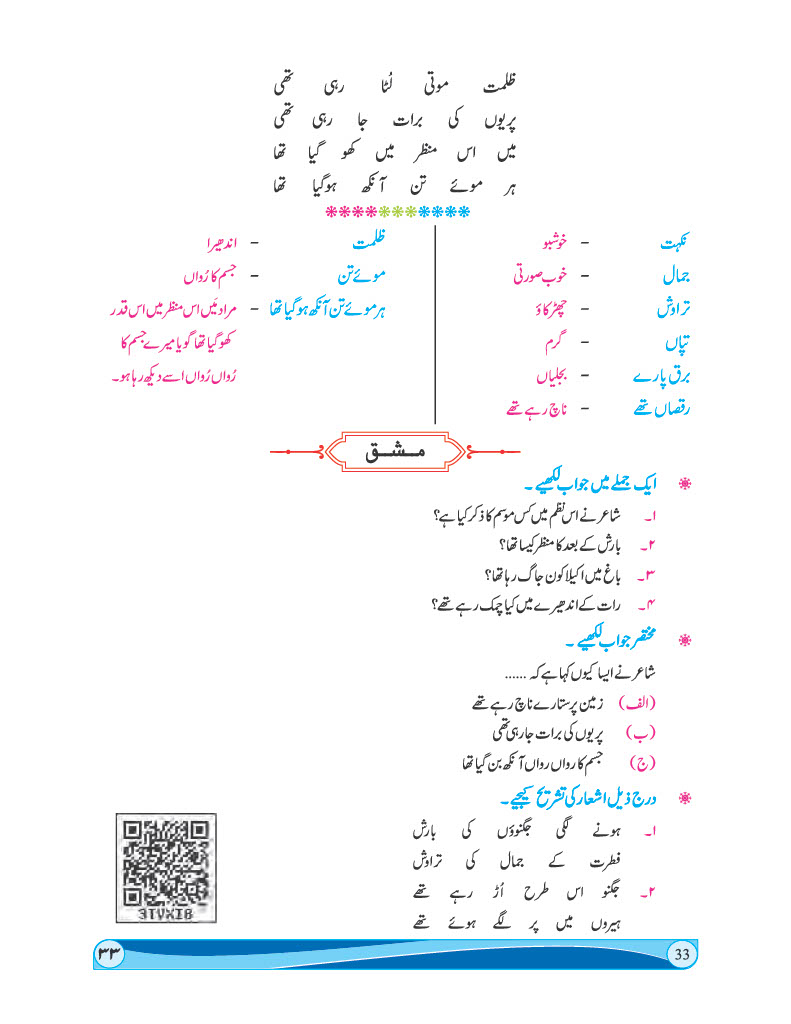 ظلمت موتی لُٹا رہی تھی
پریوں کی برات جا رہی تھی
میں اس منظر میں کھو گیا تھا
ہر موئے تن آنکھ ہوگیا تھا
نکہت - خوشبو
جمال - خوب صورتی
تراوش - چھڑکاؤ
تپّاں - گرم
برق پارے - بجلیاں
رقصاں تھے - ناچ رہے تھے
ظلمت - اندھیرا
موئے تن - جسم کا رُواں
ہر موئے تن آنکھ ہوگیا تھا - مراد میَں اس منظر میں اس قدر
کھو گیا تھا گویا میرے جسم کا
رُواں رُواں اسے دیکھ رہا ہو۔
مشق
ایک جملے میں جواب لکھیے ۔
۱۔ شاعر نے اس نظم میں کس موسم کا ذکر کیا ہے؟
۲۔ بارش کے بعد کا منظر کیسا تھا؟
۳۔ باغ میں اکیلا کون جاگ رہا تھا؟
۴۔ رات کے اندھیرے میں کیا چمک رہے تھے؟
مختصر جواب لکھیے ۔
شاعر نے ایسا کیوں کہا ہے کہ ......
(الف) زمین پر ستارے ناچ رہے تھے
(ب) پریوں کی برات جارہی تھی
(ج) جسم کا رواں رواں آنکھ بن گیا تھا
درج ذیل اشعار کی تشریح کیجیے۔
۱۔ ہونے لگی جگنوؤں کی بارش
فطرت کے جمال کی تراوش
۲۔ جگنو اس طرح اُڑ رہے تھے
ہیروں میں پر لگے ہوئے تھے
3TVXI8
۳۳
33